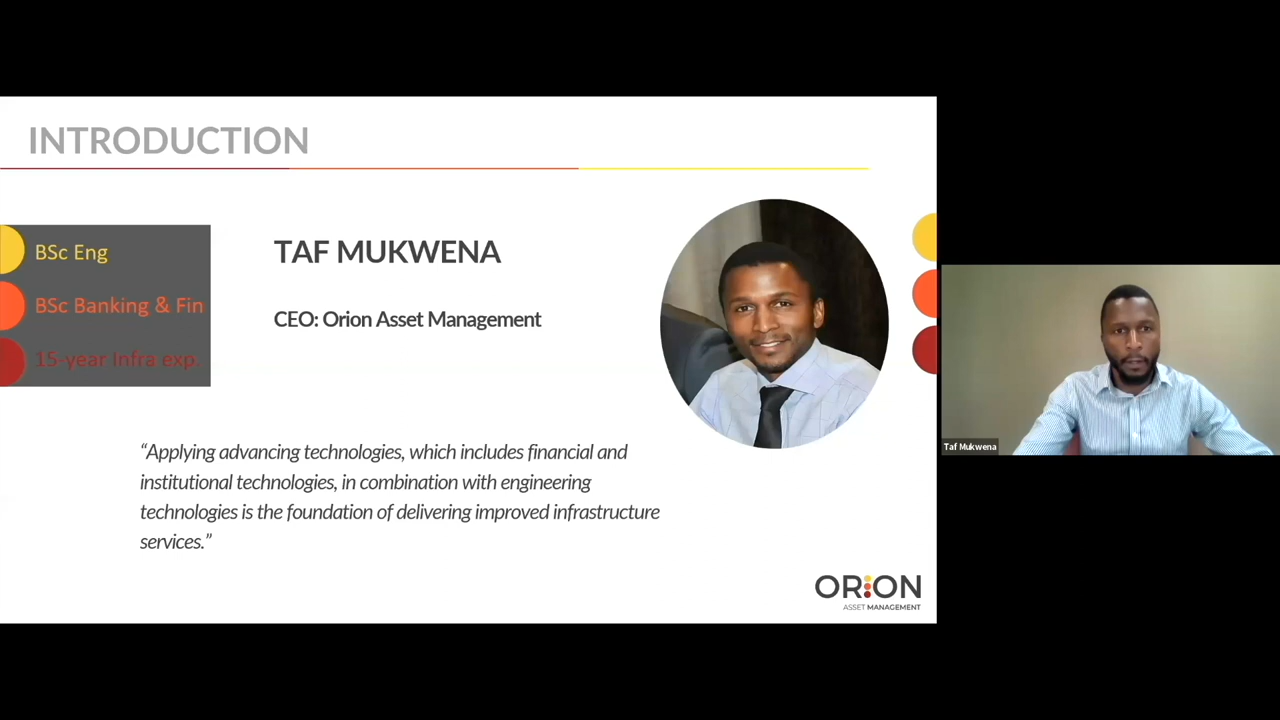 INTRODUCTION
BSc Eng
BSc Banking & Fin
15-year Infra exp.
TAF MUKWENA
CEO: Orion Asset Management
“Applying advancing technologies, which includes financial and
institutional technologies, in combination with engineering
technologies is the foundation of delivering improved infrastructure
services.”
ORION
ASSET MANAGEMENT
Taf Mukwena